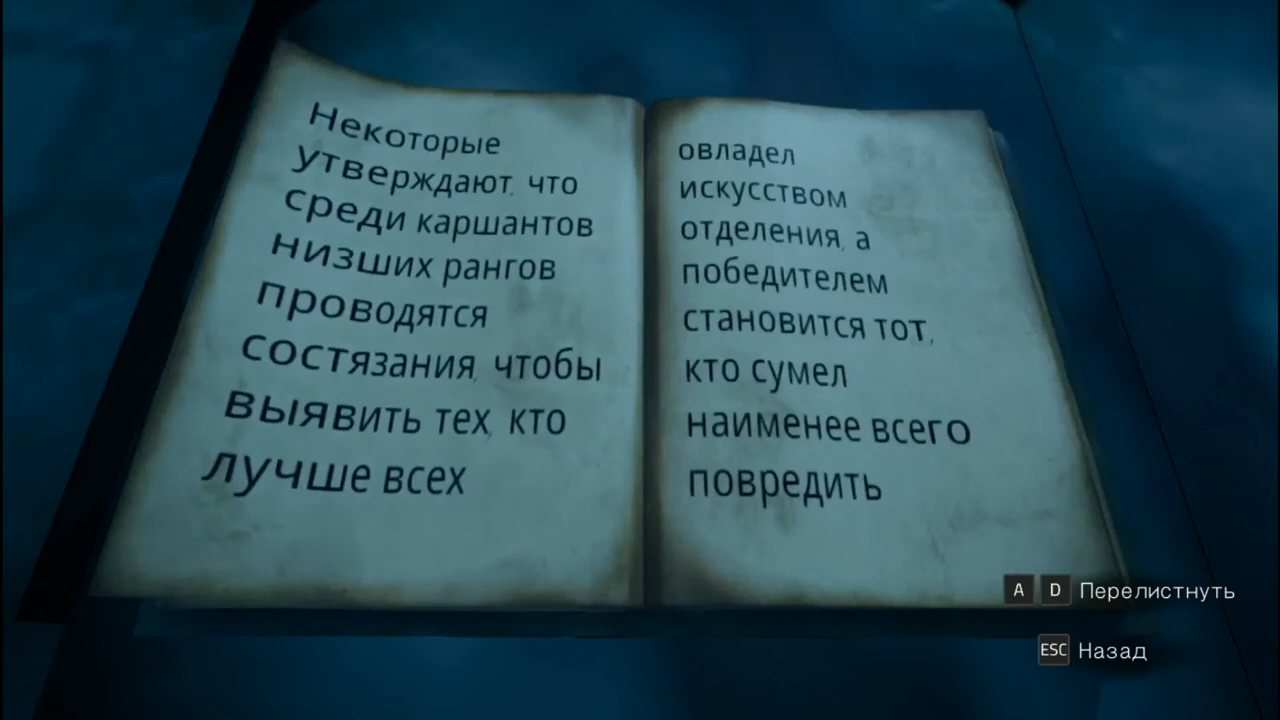 Некоторые
утверждают, что
среди каршантов
низших рангов
проводятся
состязания, чтобы
выявить тех, кто
лучше всех
овладел
искусством
отделения, а
победителем
становится тот,
кто сумел
наименее всего
повредить
A D Перелистнуть
ESC Назад